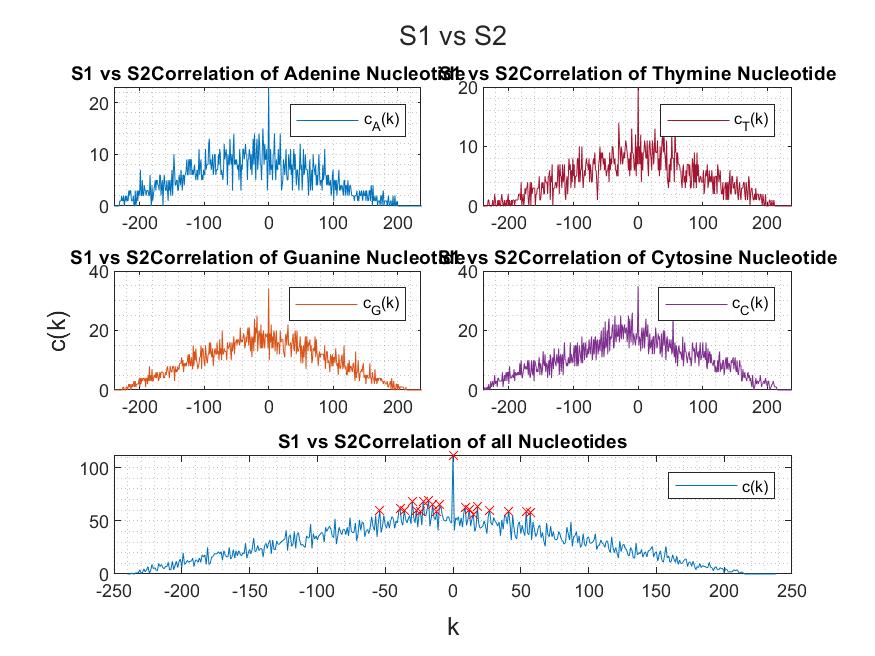 S1 vs S2
S1 vs S2Correlation of Adenine Nucleotide
S1 vs S2Correlation of Thymine Nucleotide
20
10
0
c_A(k)
-200 -100 0 100 200
20
10
0
c_T(k)
-200 -100 0 100 200
S1 vs S2Correlation of Guanine Nucleotide
S1 vs S2Correlation of Cytosine Nucleotide
c(k)
40
20
0
c_G(k)
-200 -100 0 100 200
40
20
0
c_C(k)
-200 -100 0 100 200
S1 vs S2Correlation of all Nucleotides
100
50
0
c(k)
-250 -200 -150 -100 -50 0 50 100 150 200 250
k